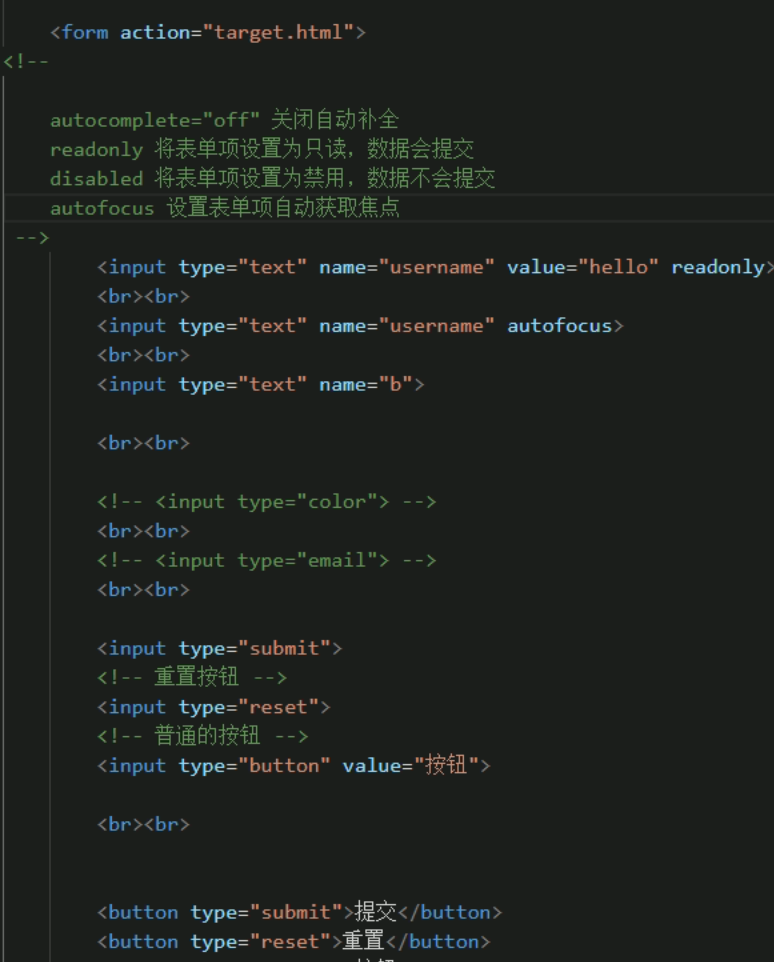 <form action="target.html">
<!--
autocomplete="off" 关闭自动补全
readonly 将表单项设置为只读，数据会提交
disabled 将表单项设置为禁用，数据不会提交
autofocus 设置表单项自动获取焦点
-->
<input type="text" name="username" value="hello" readonly>
<br><br>
<input type="text" name="username" autofocus>
<br><br>
<input type="text" name="b">
<br><br>
<!-- <input type="color"> -->
<br><br>
<!-- <input type="email"> -->
<br><br>
<input type="submit">
<!-- 重置按钮 -->
<input type="reset">
<!-- 普通的按钮 -->
<input type="button" value="按钮">
<br><br>
<button type="submit">提交</button>
<button type="reset">重置</button>